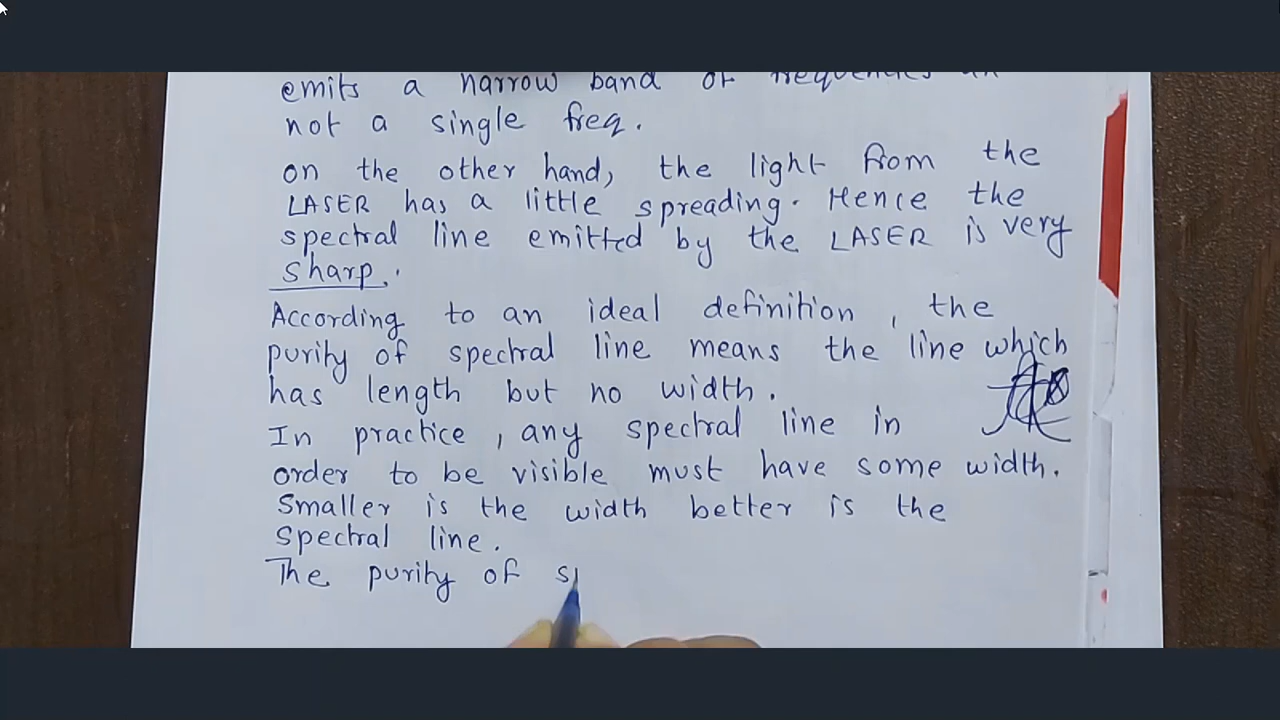 emits a narrow band of frequencies
not a single freq.
on the other hand, the light from the
LASER has a little spreading. Hence the
spectral line emitted by the LASER is very
sharp.
According to an ideal definition, the
purity of spectral line means the line which
has length but no width.
In practice, any spectral line in
order to be visible must have some width.
Smaller is the width better is the
spectral line.
The purity of